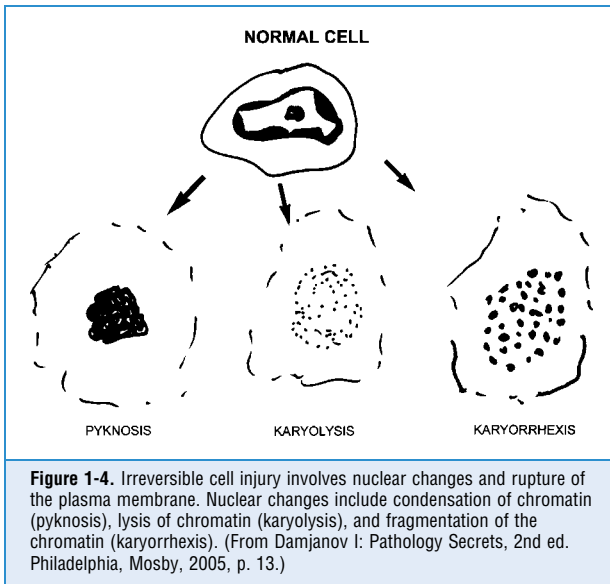 NORMAL CELL
PYKNOSIS
KARYOLYSIS
KARYORRHEXIS
Figure 1-4. Irreversible cell injury involves nuclear changes and rupture of
the plasma membrane. Nuclear changes include condensation of chromatin
(pyknosis), lysis of chromatin (karyolysis), and fragmentation of the
chromatin (karyorrhexis). (From Damjanov I: Pathology Secrets, 2nd ed.
Philadelphia, Mosby, 2005, p. 13.)